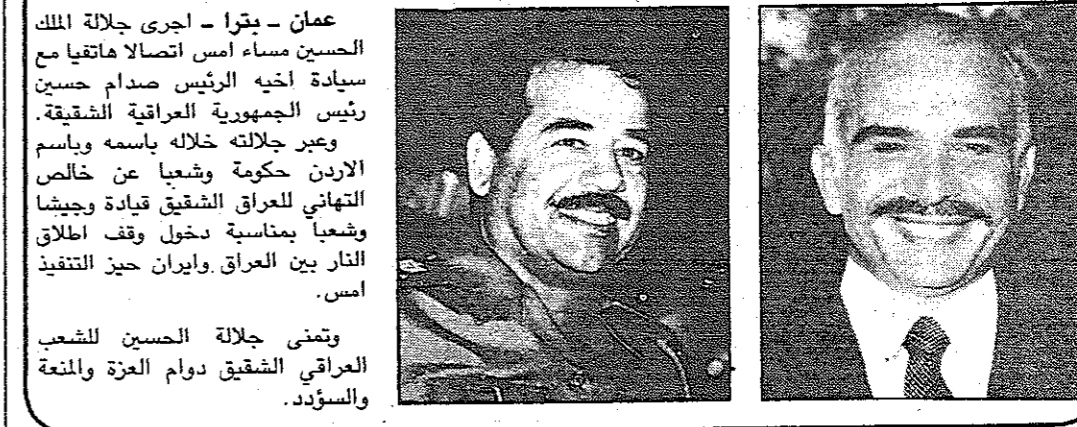 عمان ـ بترا ـ اجرى جلالة الملك
الحسين مساء امس اتصالا هاتفيا مع
سيادة اخيه الرئيس صدام حسين
رئيس الجمهورية العراقية الشقيقة.
وعبر جلالته خلاله باسمه وباسم
الاردن حكومة وشعبا عن خالص
التهاني للعراق الشقيق قيادة وجيشا
وشعبا بمناسبة دخول وقف اطلاق
النار بين العراق وايران حيز التنفيذ
امس.
وتمنى جلالة الحسين للشعب
العراقي الشقيق دوام العزة والمنعة
والسؤدد.